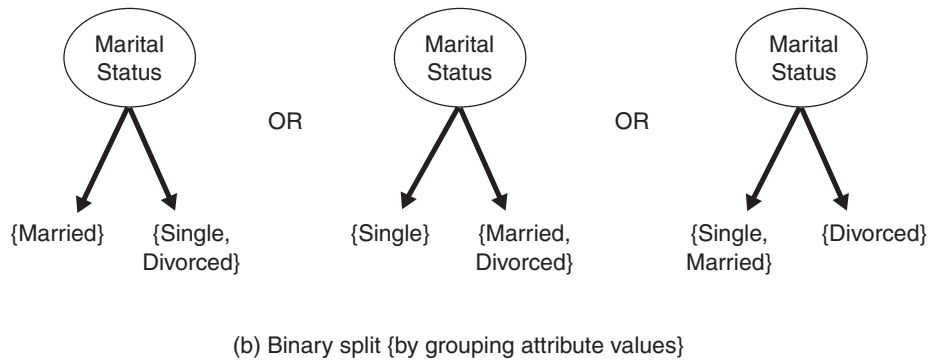 Marital
Status
Marital
Status
Marital
Status
OR
OR
{Married}
{Single,
Divorced}
{Single}
{Married,
Divorced}
{Single,
Married}
{Divorced}
(b) Binary split {by grouping attribute values}